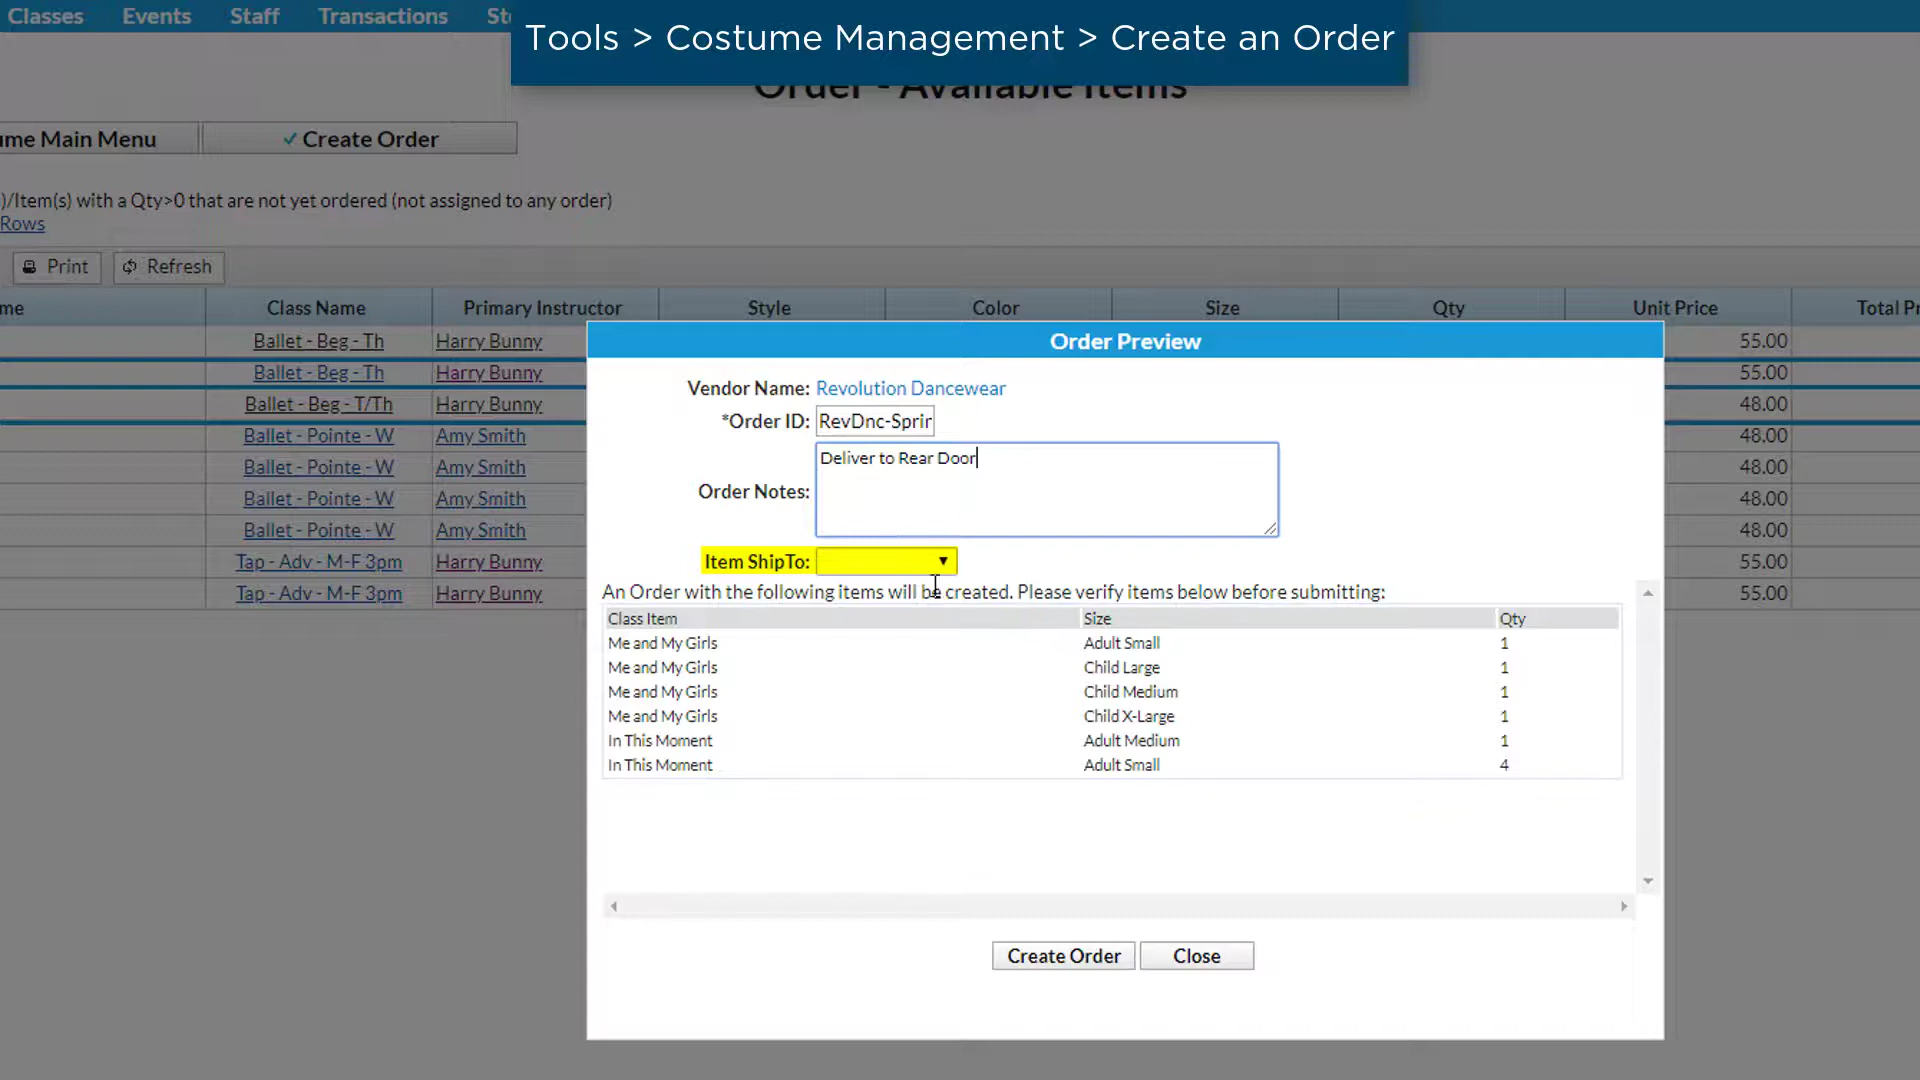 Classes Events Staff Transactions
Tools > Costume Management > Create an Order
Order - Available Items
Main Menu ✓ Create Order
)/Item(s) with a Qty>0 that are not yet ordered (not assigned to any order)
Rows
Print Refresh
Class Name Primary Instructor Style Color Size Qty Unit Price Total
Ballet - Beg - Th Harry Bunny 55.00
Ballet - Beg - Th Harry Bunny 55.00
Ballet - Beg - T/Th Harry Bunny 48.00
Ballet - Pointe - W Amy Smith 48.00
Ballet - Pointe - W Amy Smith 48.00
Ballet - Pointe - W Amy Smith 48.00
Ballet - Pointe - W Amy Smith 48.00
Tap - Adv - M-F 3pm Harry Bunny 55.00
Tap - Adv - M-F 3pm Harry Bunny 55.00
Order Preview
Vendor Name: Revolution Dancewear
*Order ID: RevDnc-Sprin
Order Notes: Deliver to Rear Door
Item ShipTo:
An Order with the following items will be created. Please verify items below before submitting:
Class Item Size Qty
Me and My Girls Adult Small 1
Me and My Girls Child Large 1
Me and My Girls Child Medium 1
Me and My Girls Child X-Large 1
In This Moment Adult Medium 1
In This Moment Adult Small 4
Create Order Close